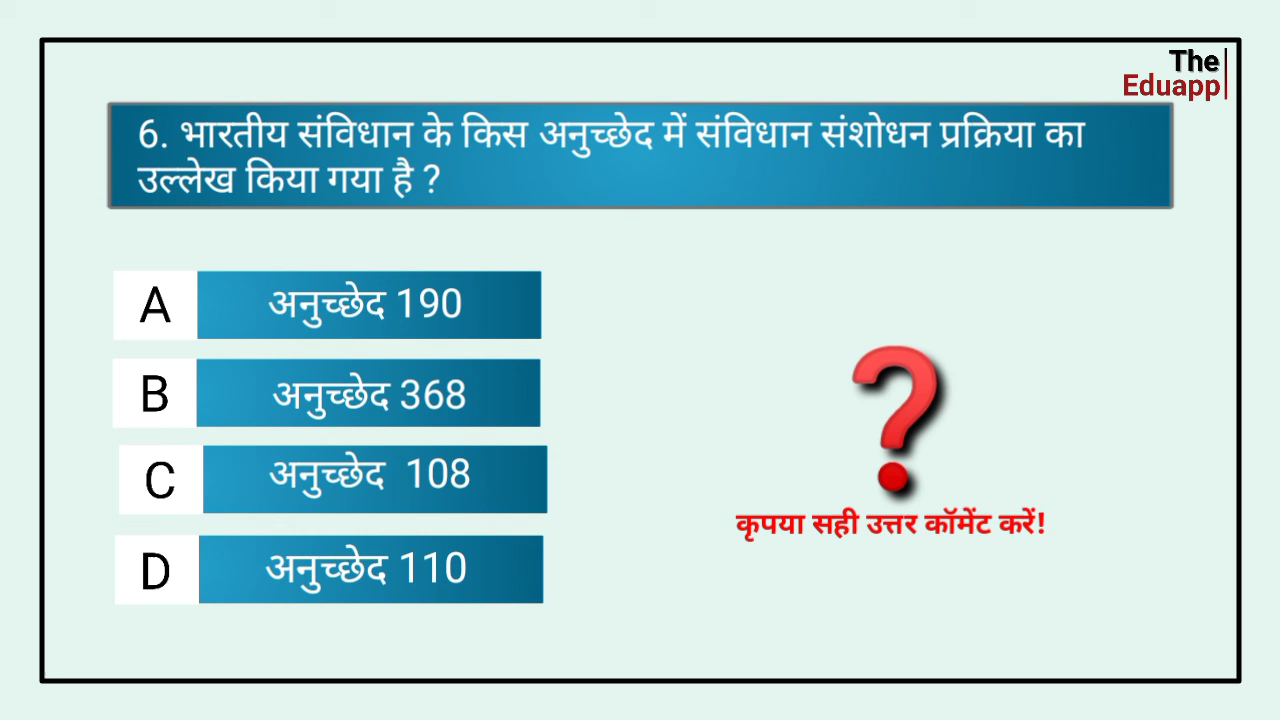 The
Eduapp
6. भारतीय संविधान के किस अनुच्छेद में संविधान संशोधन प्रक्रिया का
उल्लेख किया गया है ?
A अनुच्छेद 190
B अनुच्छेद 368
C अनुच्छेद 108
D अनुच्छेद 110
कृपया सही उत्तर कॉमेंट करें!